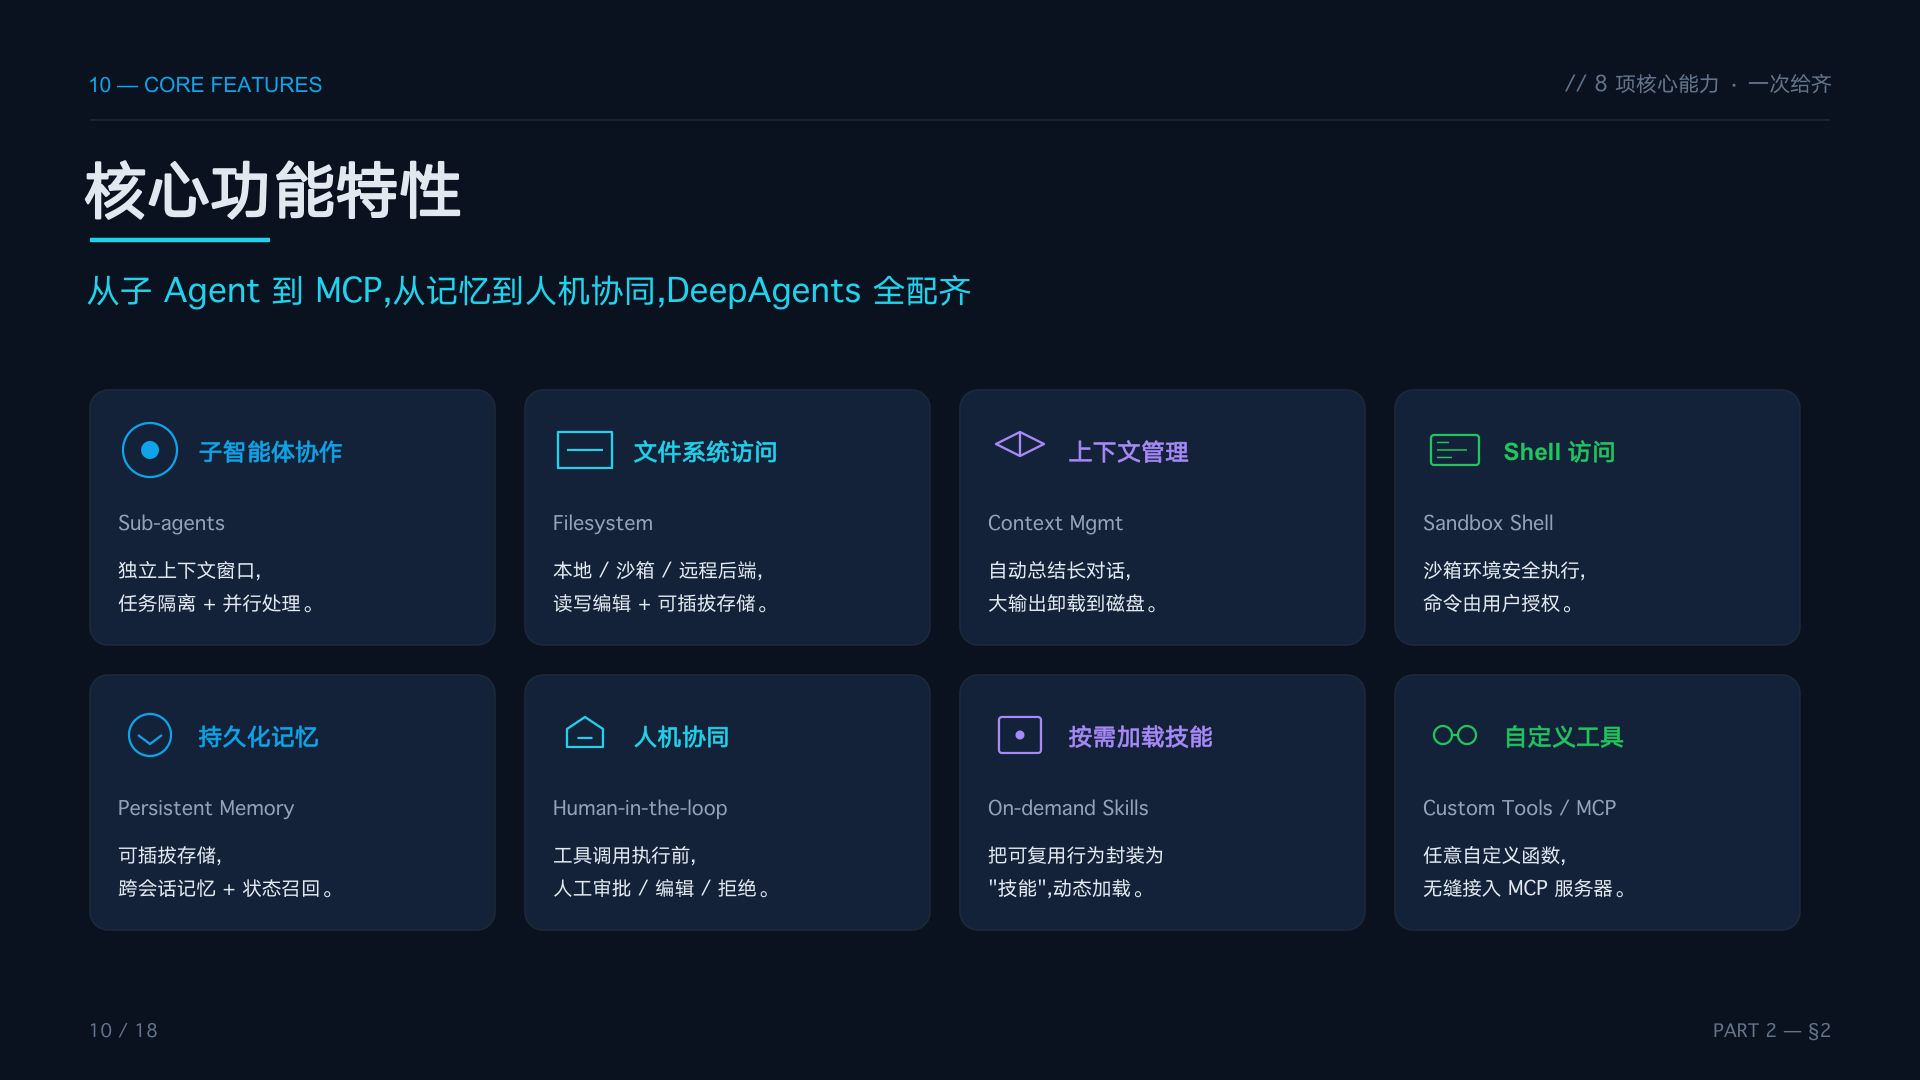 10 — CORE FEATURES
// 8 项核心能力 · 一次给齐
核心功能特性
从子 Agent 到 MCP,从记忆到人机协同,DeepAgents 全配齐
子智能体协作
Sub-agents
独立上下文窗口,
任务隔离 + 并行处理。
文件系统访问
Filesystem
本地 / 沙箱 / 远程后端,
读写编辑 + 可插拔存储。
上下文管理
Context Mgmt
自动总结长对话,
大输出卸载到磁盘。
Shell 访问
Sandbox Shell
沙箱环境安全执行,
命令由用户授权。
持久化记忆
Persistent Memory
可插拔存储,
跨会话记忆 + 状态召回。
人机协同
Human-in-the-loop
工具调用执行前,
人工审批 / 编辑 / 拒绝。
按需加载技能
On-demand Skills
把可复用行为封装为
"技能",动态加载。
自定义工具
Custom Tools / MCP
任意自定义函数,
无缝接入 MCP 服务器。
10 / 18
PART 2 — §2